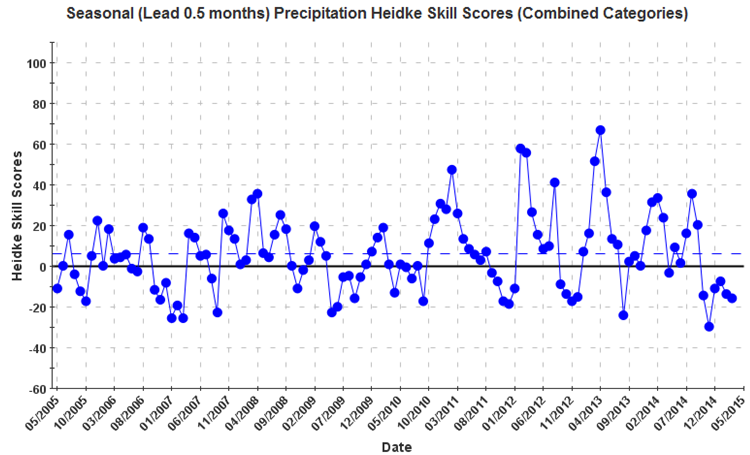 Seasonal (Lead 0.5 months) Precipitation Heidke Skill Scores (Combined Categories)
Heidke Skill Scores
100
80
60
40
20
0
-20
-40
-60
05/2005 10/2005 03/2006 08/2006 01/2007 06/2007 11/2007 04/2008 09/2008 02/2009 07/2009 12/2009 05/2010 10/2010 03/2011 08/2011 01/2012 06/2012 11/2012 04/2013 09/2013 02/2014 07/2014 12/2014 05/2015
Date